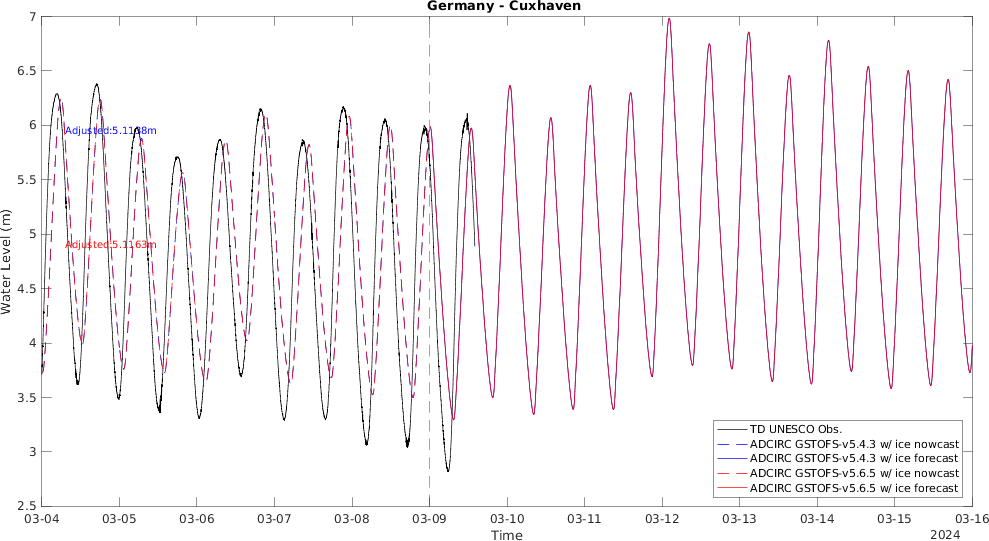 Germany - Cuxhaven
7
6.5
6
5.5
5
4.5
4
3.5
3
2.5
Water Level (m)
Adjusted:5.1163m
TD UNESCO Obs.
ADCIRC GSTOFS-v5.4.3 w/ ice nowcast
ADCIRC GSTOFS-v5.4.3 w/ ice forecast
ADCIRC GSTOFS-v5.6.5 w/ ice nowcast
ADCIRC GSTOFS-v5.6.5 w/ ice forecast
03-04 03-05 03-06 03-07 03-08 03-09 03-10 03-11 03-12 03-13 03-14 03-15 03-16
Time
2024